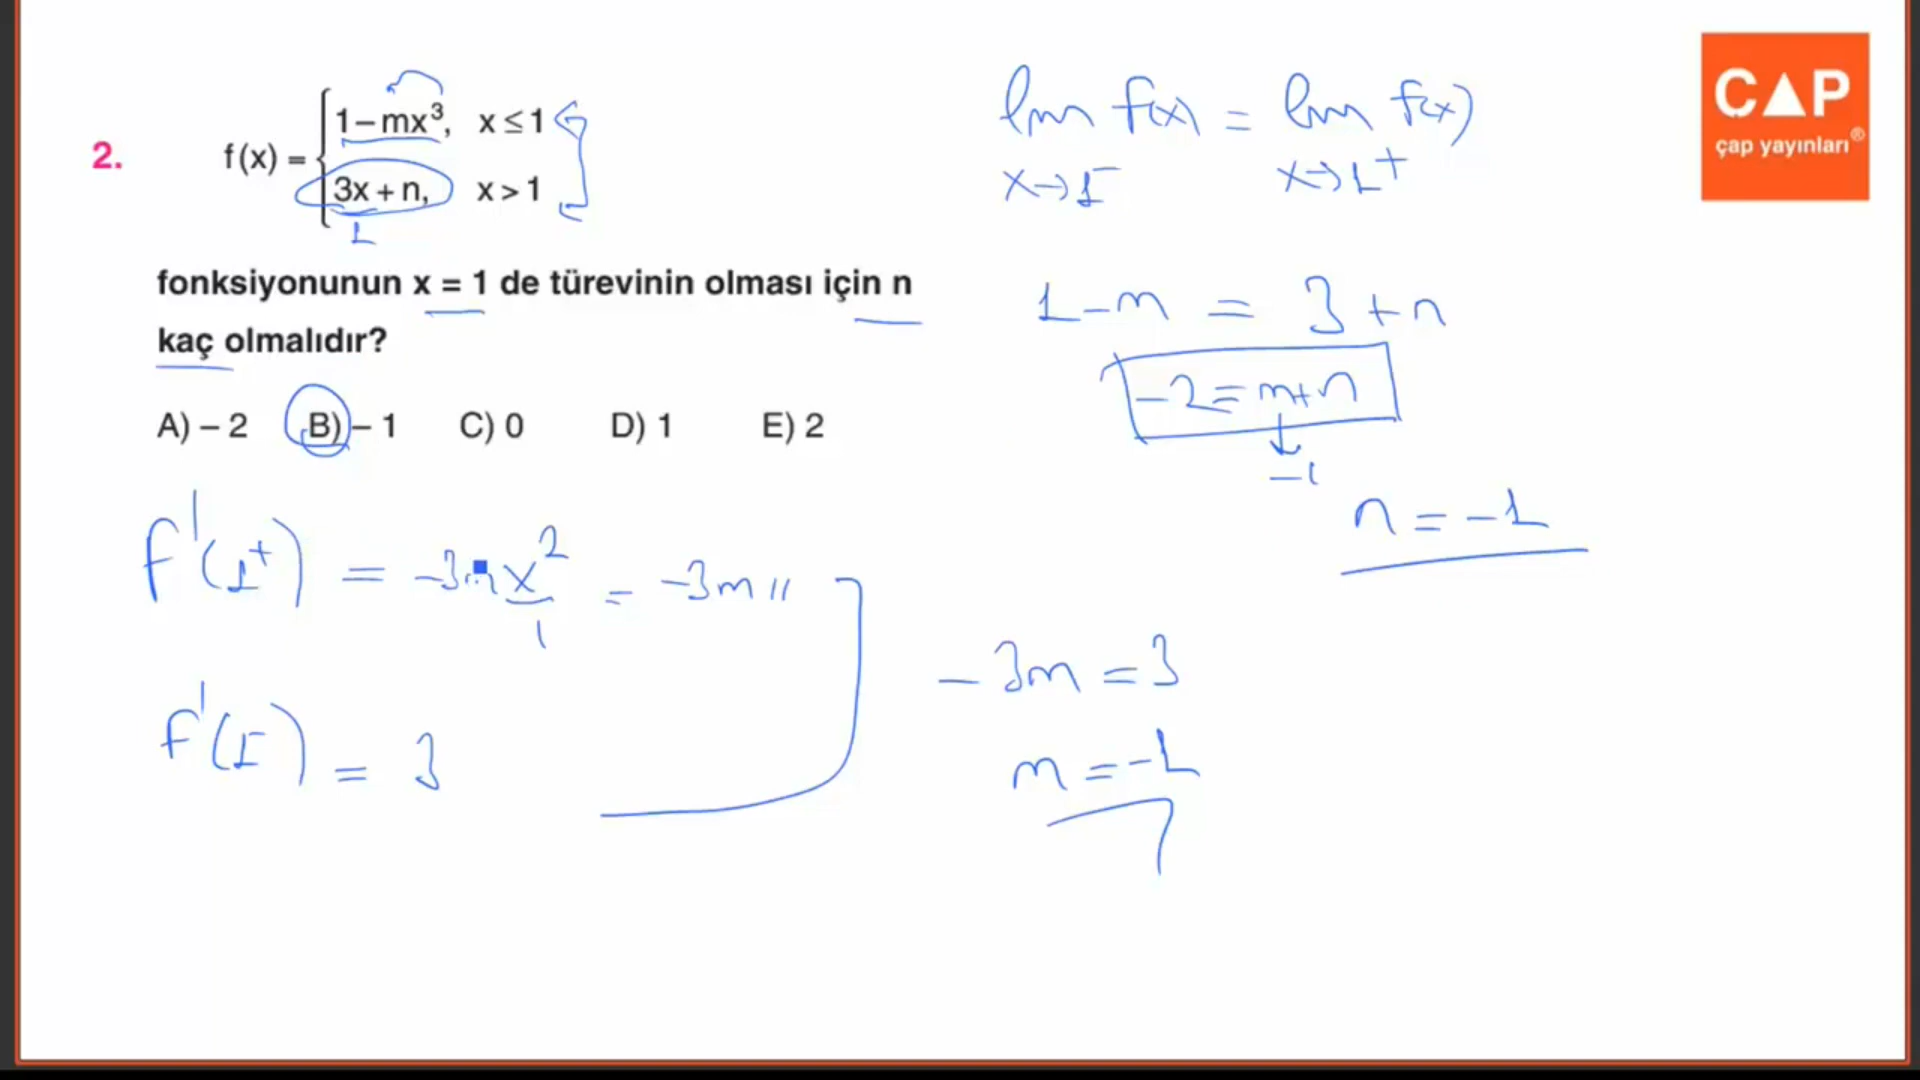 2.
f(x) = { 1 – mx³, x ≤ 1
3x + n, x > 1
1
fonksiyonunun x = 1 de türevinin olması için n
kaç olmalıdır?
A) – 2 B) – 1 C) 0 D) 1 E) 2
lim f(x) = lim f(x)
x→1⁻ x→1⁺
1 – m = 3 + n
–2 = m+n
–1
n = –1
f'(1⁺) = –3mx² = –3m
1
f'(1⁻) = 3
–3m = 3
m = –1
CAP
çap yayınları®